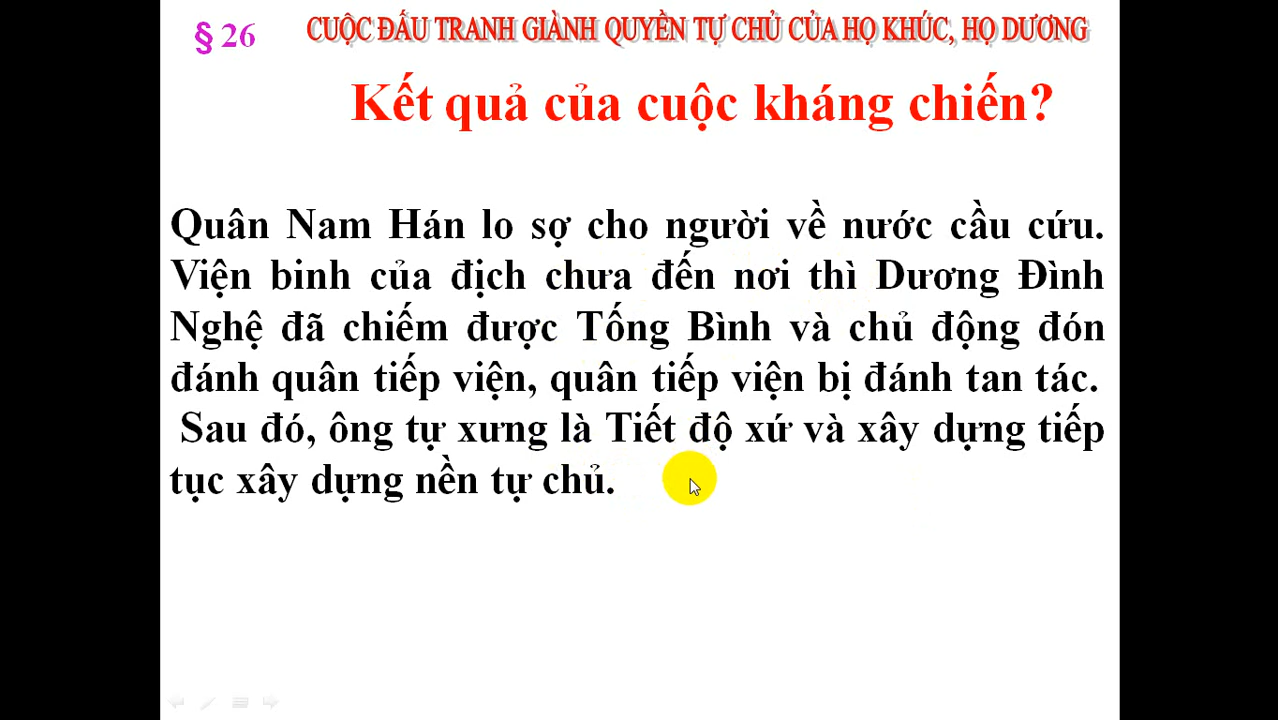 § 26
CUỘC ĐẤU TRANH GIÀNH QUYỀN TỰ CHỦ CỦA HỌ KHÚC, HỌ DƯƠNG
Kết quả của cuộc kháng chiến?
Quân Nam Hán lo sợ cho người về nước cầu cứu.
Viện binh của địch chưa đến nơi thì Dương Đình
Nghệ đã chiếm được Tống Bình và chủ động đón
đánh quân tiếp viện, quân tiếp viện bị đánh tan tác.
Sau đó, ông tự xưng là Tiết độ xứ và xây dựng tiếp
tục xây dựng nền tự chủ.